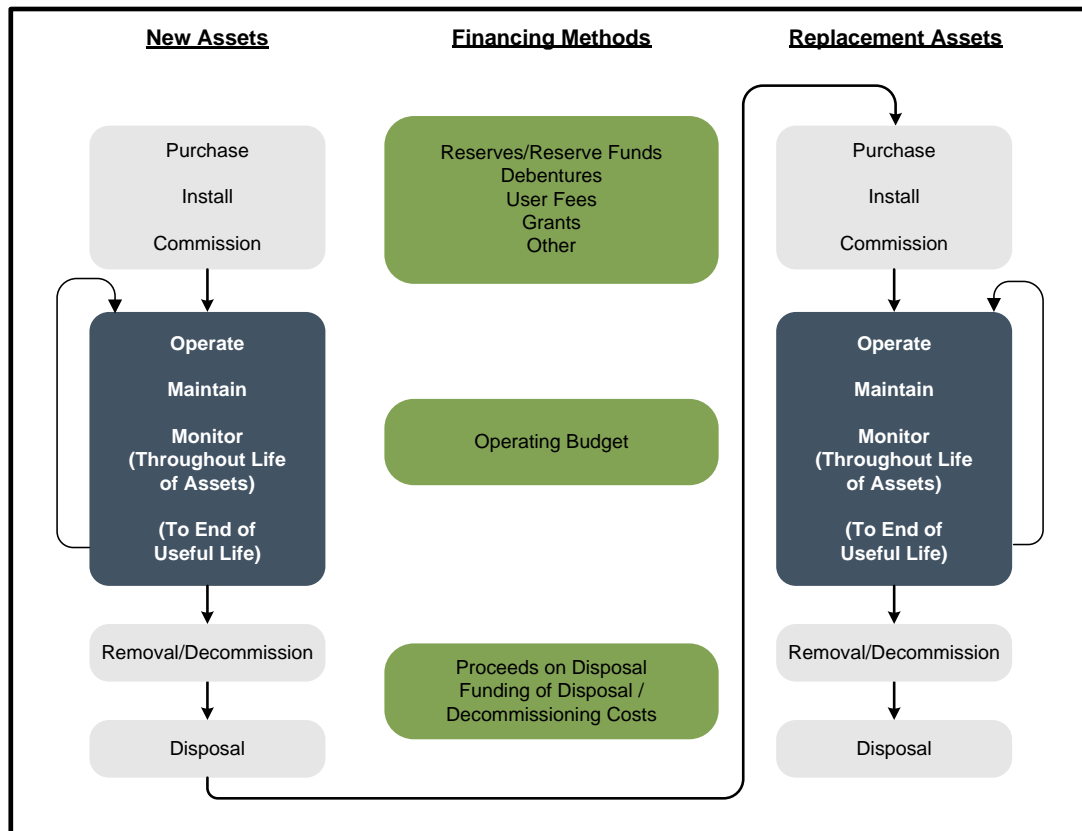 New Assets
Financing Methods
Replacement Assets
Purchase
Install
Commission
Operate
Maintain
Monitor
(Throughout Life
of Assets)
(To End of
Useful Life)
Removal/Decommission
Disposal
Reserves/Reserve Funds
Debentures
User Fees
Grants
Other
Operating Budget
Proceeds on Disposal
Funding of Disposal /
Decommissioning Costs
Purchase
Install
Commission
Operate
Maintain
Monitor
(Throughout Life
of Assets)
(To End of
Useful Life)
Removal/Decommission
Disposal